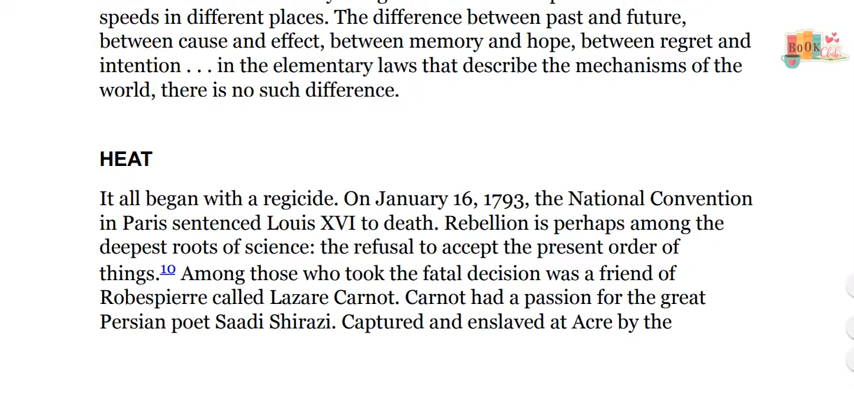 speeds in different places. The difference between past and future,
between cause and effect, between memory and hope, between regret and
intention . . . in the elementary laws that describe the mechanisms of the
world, there is no such difference.
HEAT
It all began with a regicide. On January 16, 1793, the National Convention
in Paris sentenced Louis XVI to death. Rebellion is perhaps among the
deepest roots of science: the refusal to accept the present order of
things.10 Among those who took the fatal decision was a friend of
Robespierre called Lazare Carnot. Carnot had a passion for the great
Persian poet Saadi Shirazi. Captured and enslaved at Acre by the
BOOK
Club